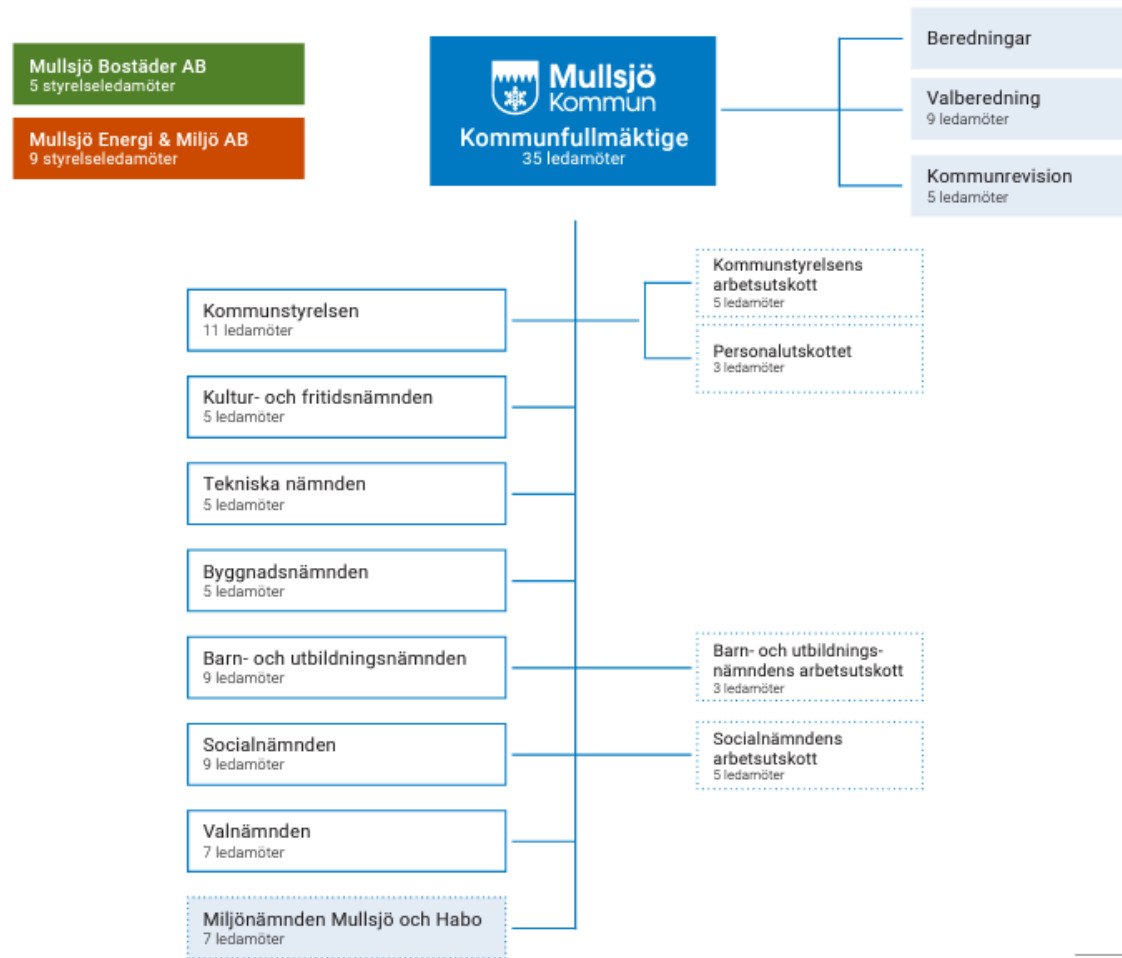 Mullsjö Bostäder AB
5 styrelseledamöter
Mullsjö Energi & Miljö AB
9 styrelseledamöter
Mullsjö
Kommun
Kommunfullmäktige
35 ledamöter
Beredningar
Valberedning
9 ledamöter
Kommunrevision
5 ledamöter
Kommunstyrelsen
11 ledamöter
Kommunstyrelsens
arbetsutskott
5 ledamöter
Personalutskottet
3 ledamöter
Kultur- och fritidsnämnden
5 ledamöter
Tekniska nämnden
5 ledamöter
Byggnadsnämnden
5 ledamöter
Barn- och utbildningsnämnden
9 ledamöter
Barn- och utbildnings-
nämndens arbetsutskott
3 ledamöter
Socialnämnden
9 ledamöter
Socialnämndens
arbetsutskott
5 ledamöter
Valnämnden
7 ledamöter
Miljönämnden Mullsjö och Habo
7 ledamöter